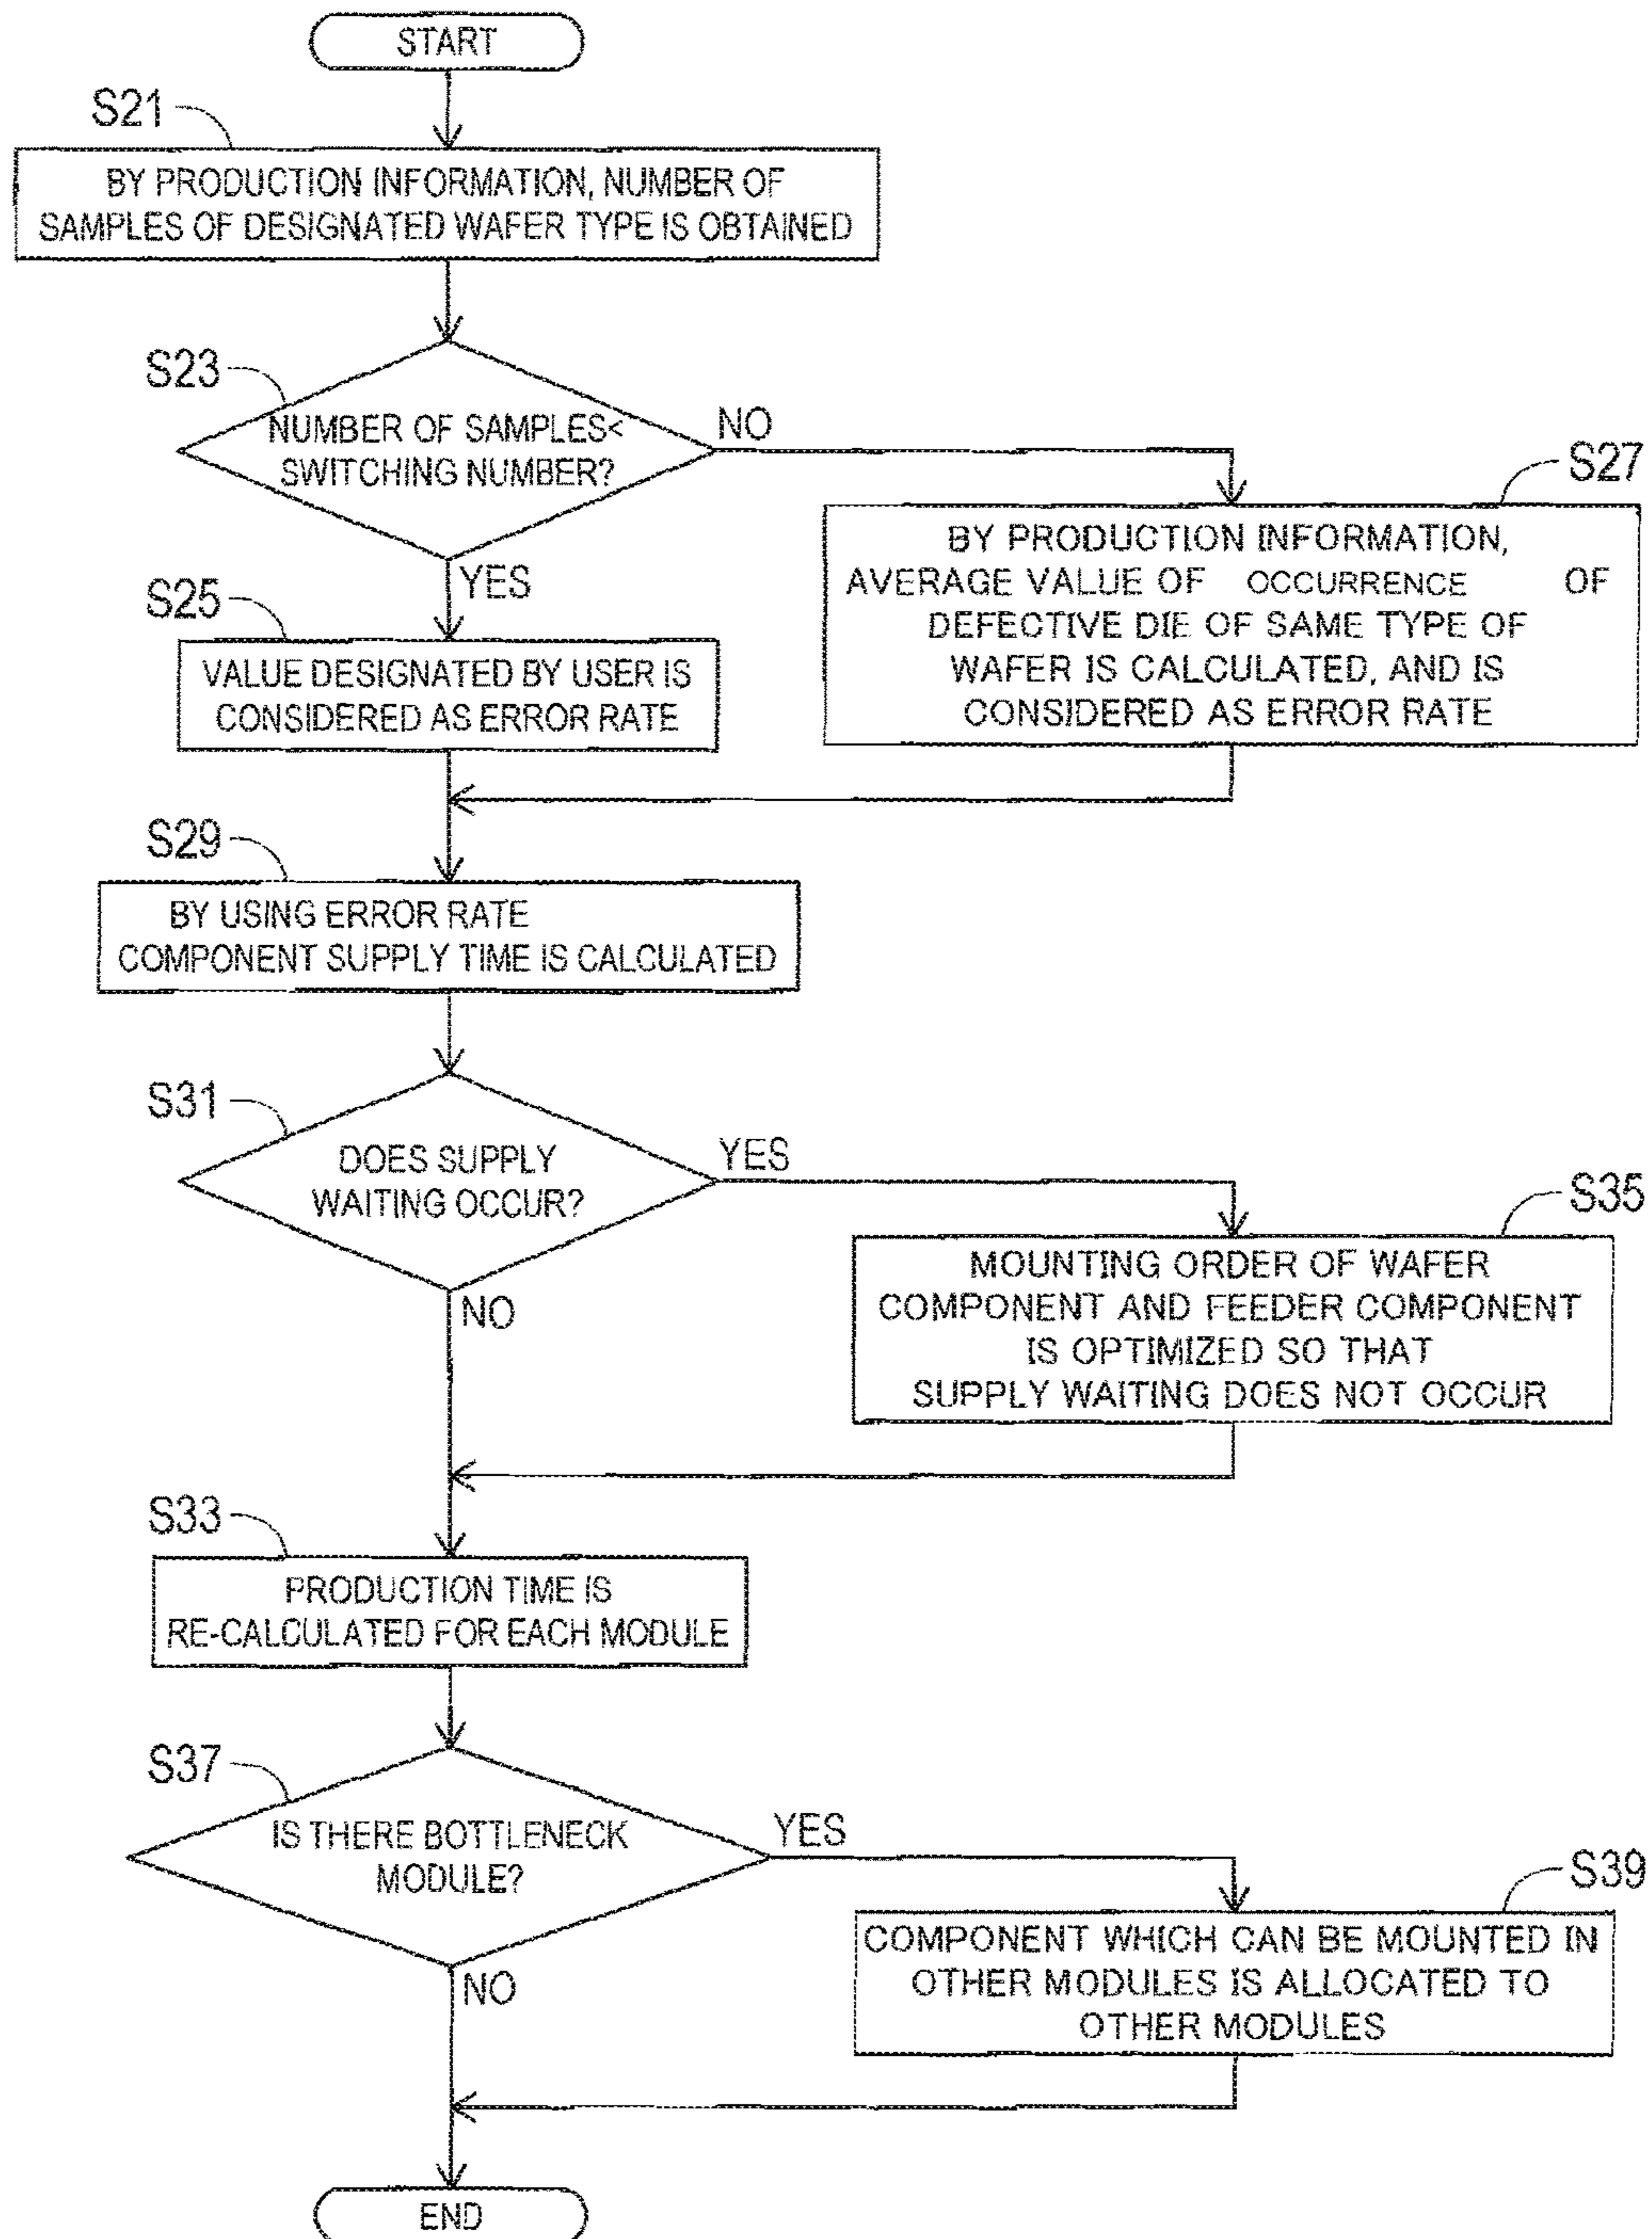 START
S21
BY PRODUCTION INFORMATION, NUMBER OF
SAMPLES OF DESIGNATED WAFER TYPE IS OBTAINED
S23
NUMBER OF SAMPLES<
SWITCHING NUMBER?
NO
YES
S27
BY PRODUCTION INFORMATION,
AVERAGE VALUE OF OCCURRENCE OF
DEFECTIVE DIE OF SAME TYPE OF
WAFER IS CALCULATED, AND IS
CONSIDERED AS ERROR RATE
S25
VALUE DESIGNATED BY USER IS
CONSIDERED AS ERROR RATE
S29
BY USING ERROR RATE
COMPONENT SUPPLY TIME IS CALCULATED
S31
DOES SUPPLY
WAITING OCCUR?
YES
NO
S35
MOUNTING ORDER OF WAFER
COMPONENT AND FEEDER COMPONENT
IS OPTIMIZED SO THAT
SUPPLY WAITING DOES NOT OCCUR
S33
PRODUCTION TIME IS
RE-CALCULATED FOR EACH MODULE
S37
IS THERE BOTTLENECK
MODULE?
YES
NO
S39
COMPONENT WHICH CAN BE MOUNTED IN
OTHER MODULES IS ALLOCATED TO
OTHER MODULES
END